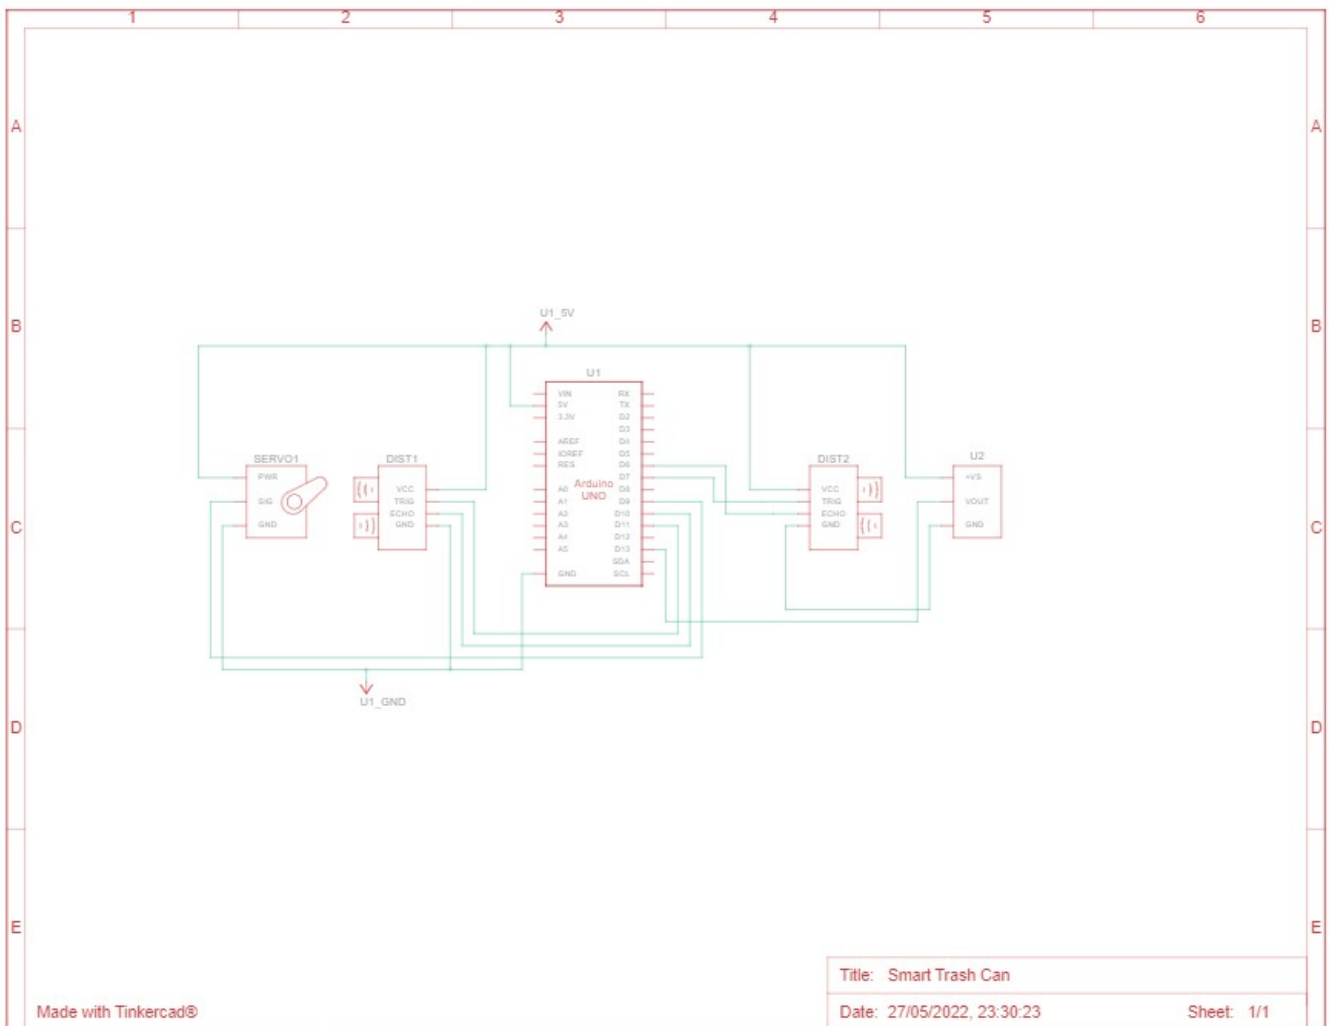 1 2 3 4 5 6
A A
U1_5V
B B
U1
VIN RX
5V TX
3.3V D2
D3
AREF D4
IOREF D5
RES D6
D7
A0 D8
A1 D9
A2 D10
A3 D11
A4 D12
A5 D13
SDA
GND SCL
Arduino
UNO
SERVO1
PWR
SIG
GND
DIST1
VCC
TRIG
ECHO
GND
DIST2
VCC
TRIG
ECHO
GND
U2
+VS
VOUT
GND
C C
U1_GND
D D
E E
Title: Smart Trash Can
Made with Tinkercad®
Date: 27/05/2022, 23:30:23 Sheet: 1/1